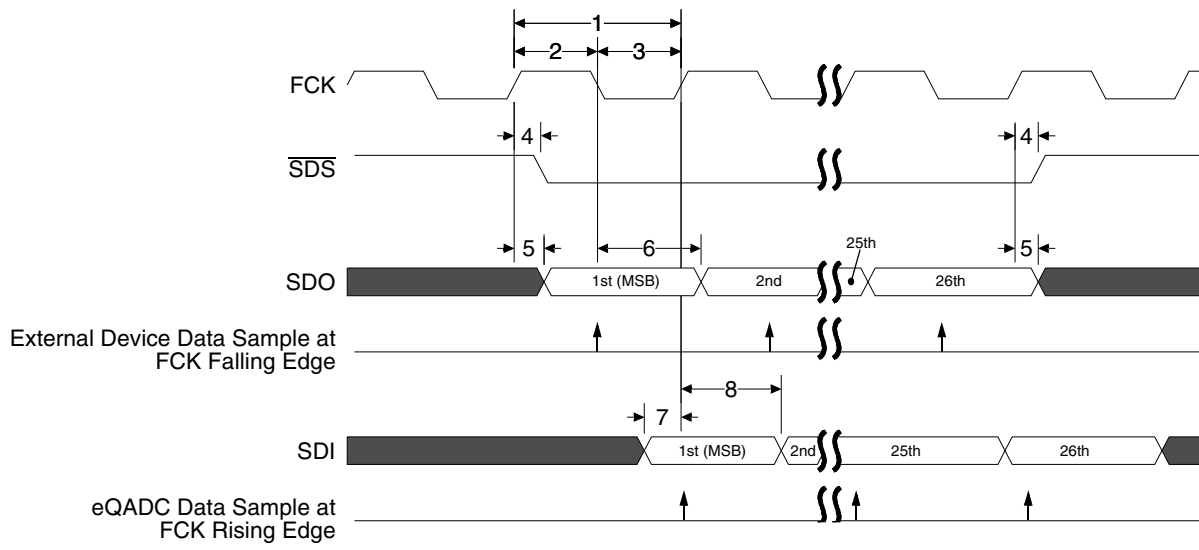 1
2 3
FCK
4 4
SDS
5 6 25th 5
SDO 1st (MSB) 2nd 26th
External Device Data Sample at
FCK Falling Edge
8
7
SDI 1st (MSB) 2nd 25th 26th
eQADC Data Sample at
FCK Rising Edge